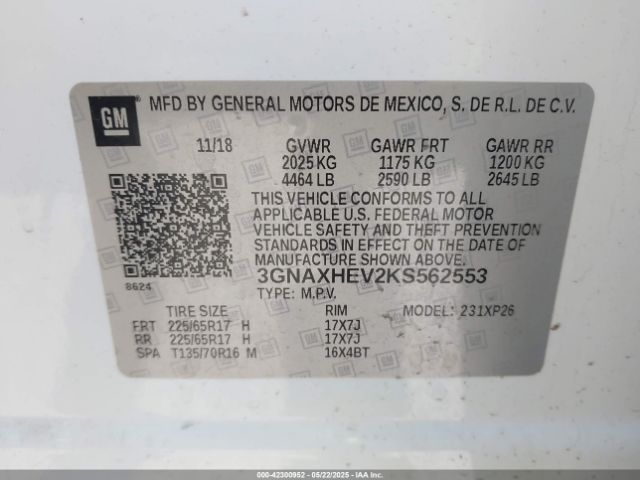 GM ® MFD BY GENERAL MOTORS DE MEXICO, S. DE R.L. DE C.V.
11/18 GVWR GAWR FRT GAWR RR
2025 KG 1175 KG 1200 KG
4464 LB 2590 LB 2645 LB
THIS VEHICLE CONFORMS TO ALL
APPLICABLE U.S. FEDERAL MOTOR
VEHICLE SAFETY AND THEFT PREVENTION
STANDARDS IN EFFECT ON THE DATE OF
MANUFACTURE SHOWN ABOVE.
8624 3GNAXHEV2KS562553
TYPE: M.P.V.
TIRE SIZE RIM MODEL: 231XP26
FRT 225/65R17 H 17X7J
RR 225/65R17 H 17X7J
SPA T135/70R16 M 16X4BT
000-42300952 - 05/22/2025 - IAAI.COM